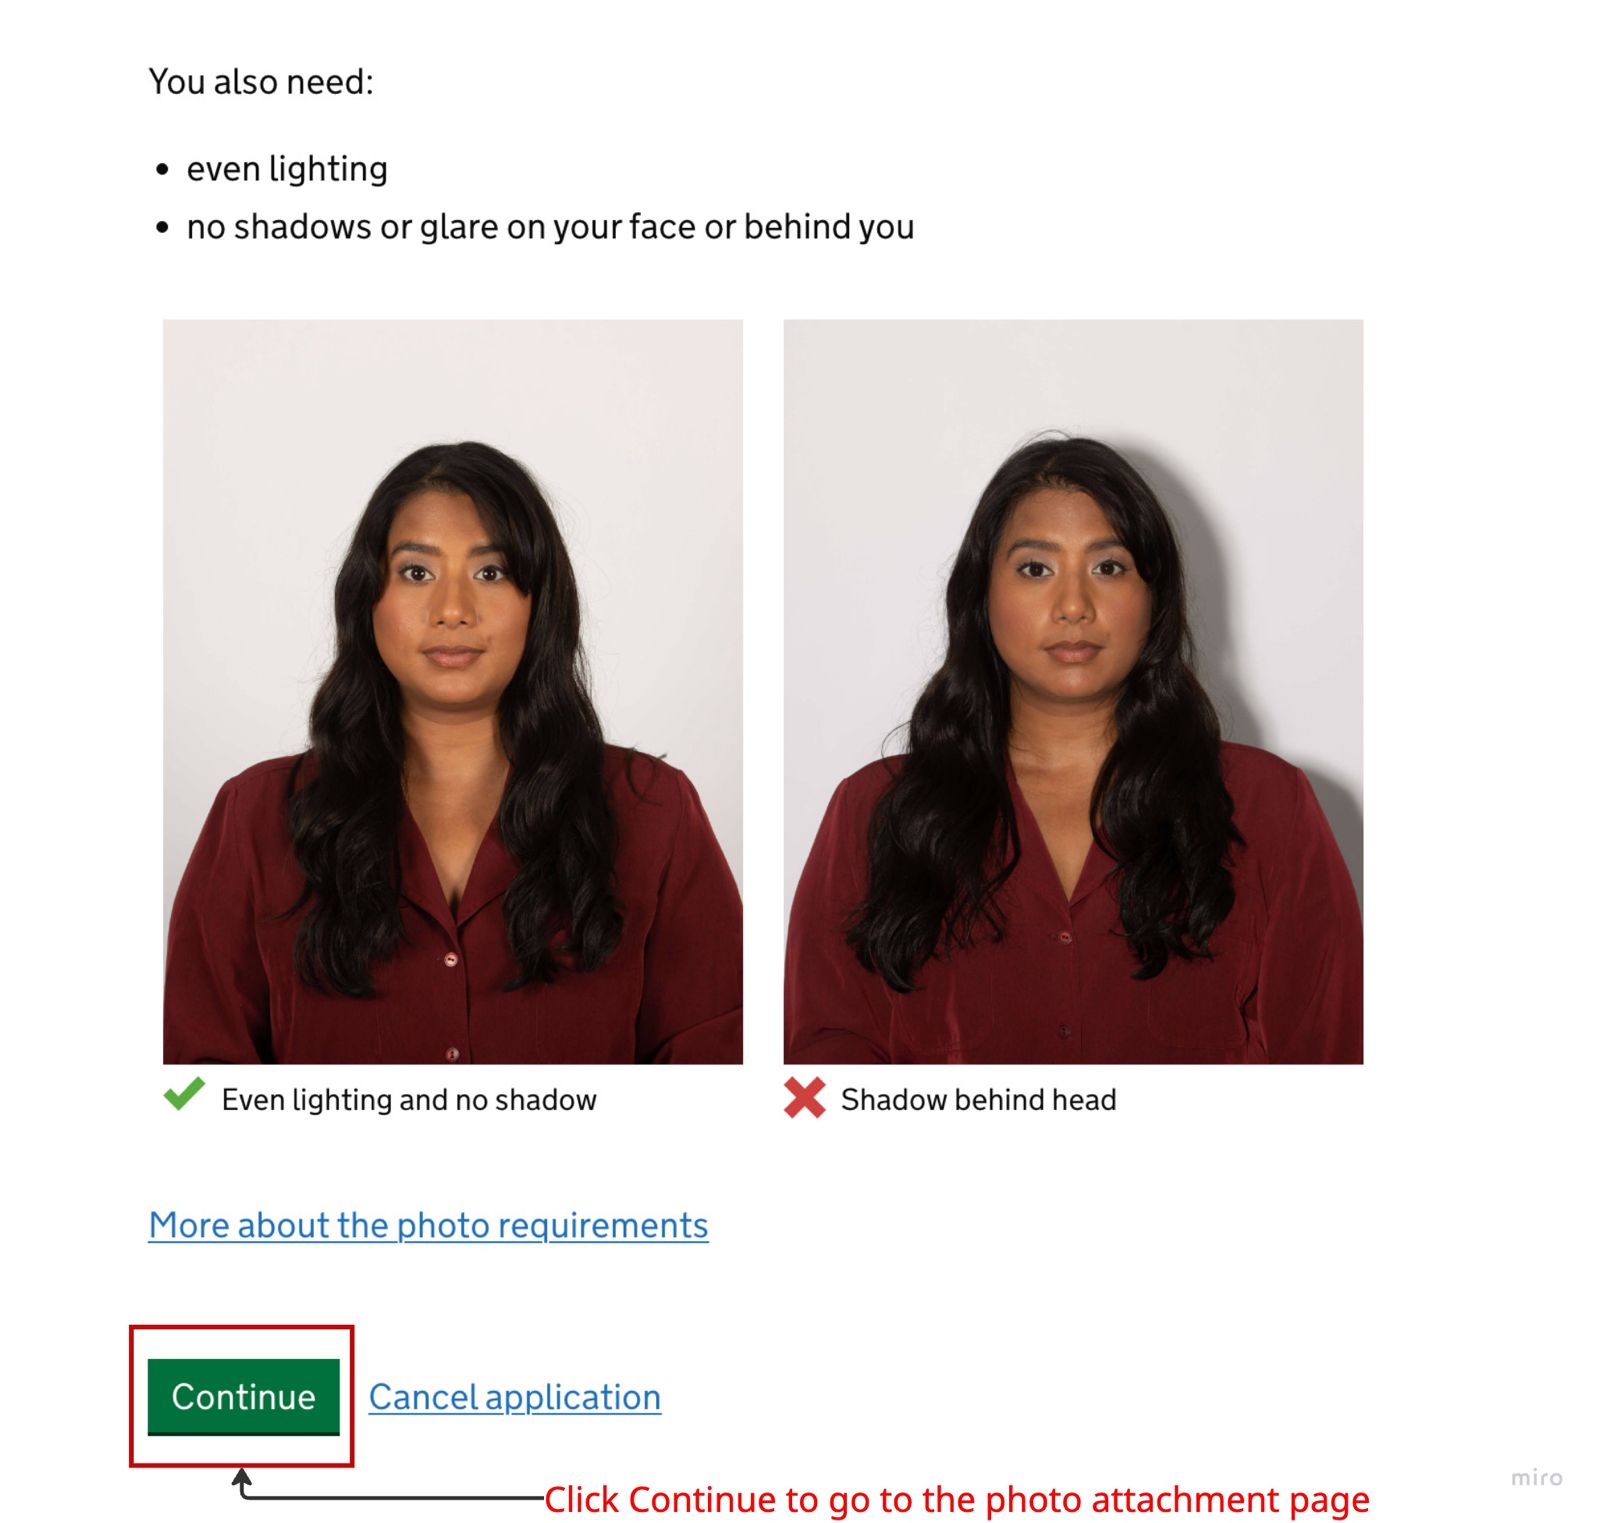 You also need:
even lighting
no shadows or glare on your face or behind you
Even lighting and no shadow
Shadow behind head
More about the photo requirements
Continue
Cancel application
Click Continue to go to the photo attachment page
miro